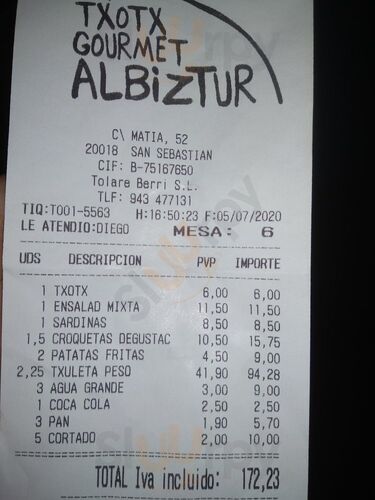 TXOTX
GOURMET
ALBiZTUR
C\ MATIA, 52
20018 SAN SEBASTIAN
CIF: B-75167650
Tolare Berri S.L.
TLF: 943 477131
TIQ:T001-5563 H:16:50:23 F:05/07/2020
LE ATENDIO:DIEGO MESA: 6
UDS DESCRIPCION PVP IMPORTE
1 TXOTX 6,00 6,00
1 ENSALAD MIXTA 11,50 11,50
1 SARDINAS 8,50 8,50
1,5 CROQUETAS DEGUSTAC 10,50 15,75
2 PATATAS FRITAS 4,50 9,00
2,25 TXULETA PESO 41,90 94,28
3 AGUA GRANDE 3,00 9,00
1 COCA COLA 2,50 2,50
3 PAN 1,90 5,70
5 CORTADO 2,00 10,00
TOTAL Iva incluido: 172,23